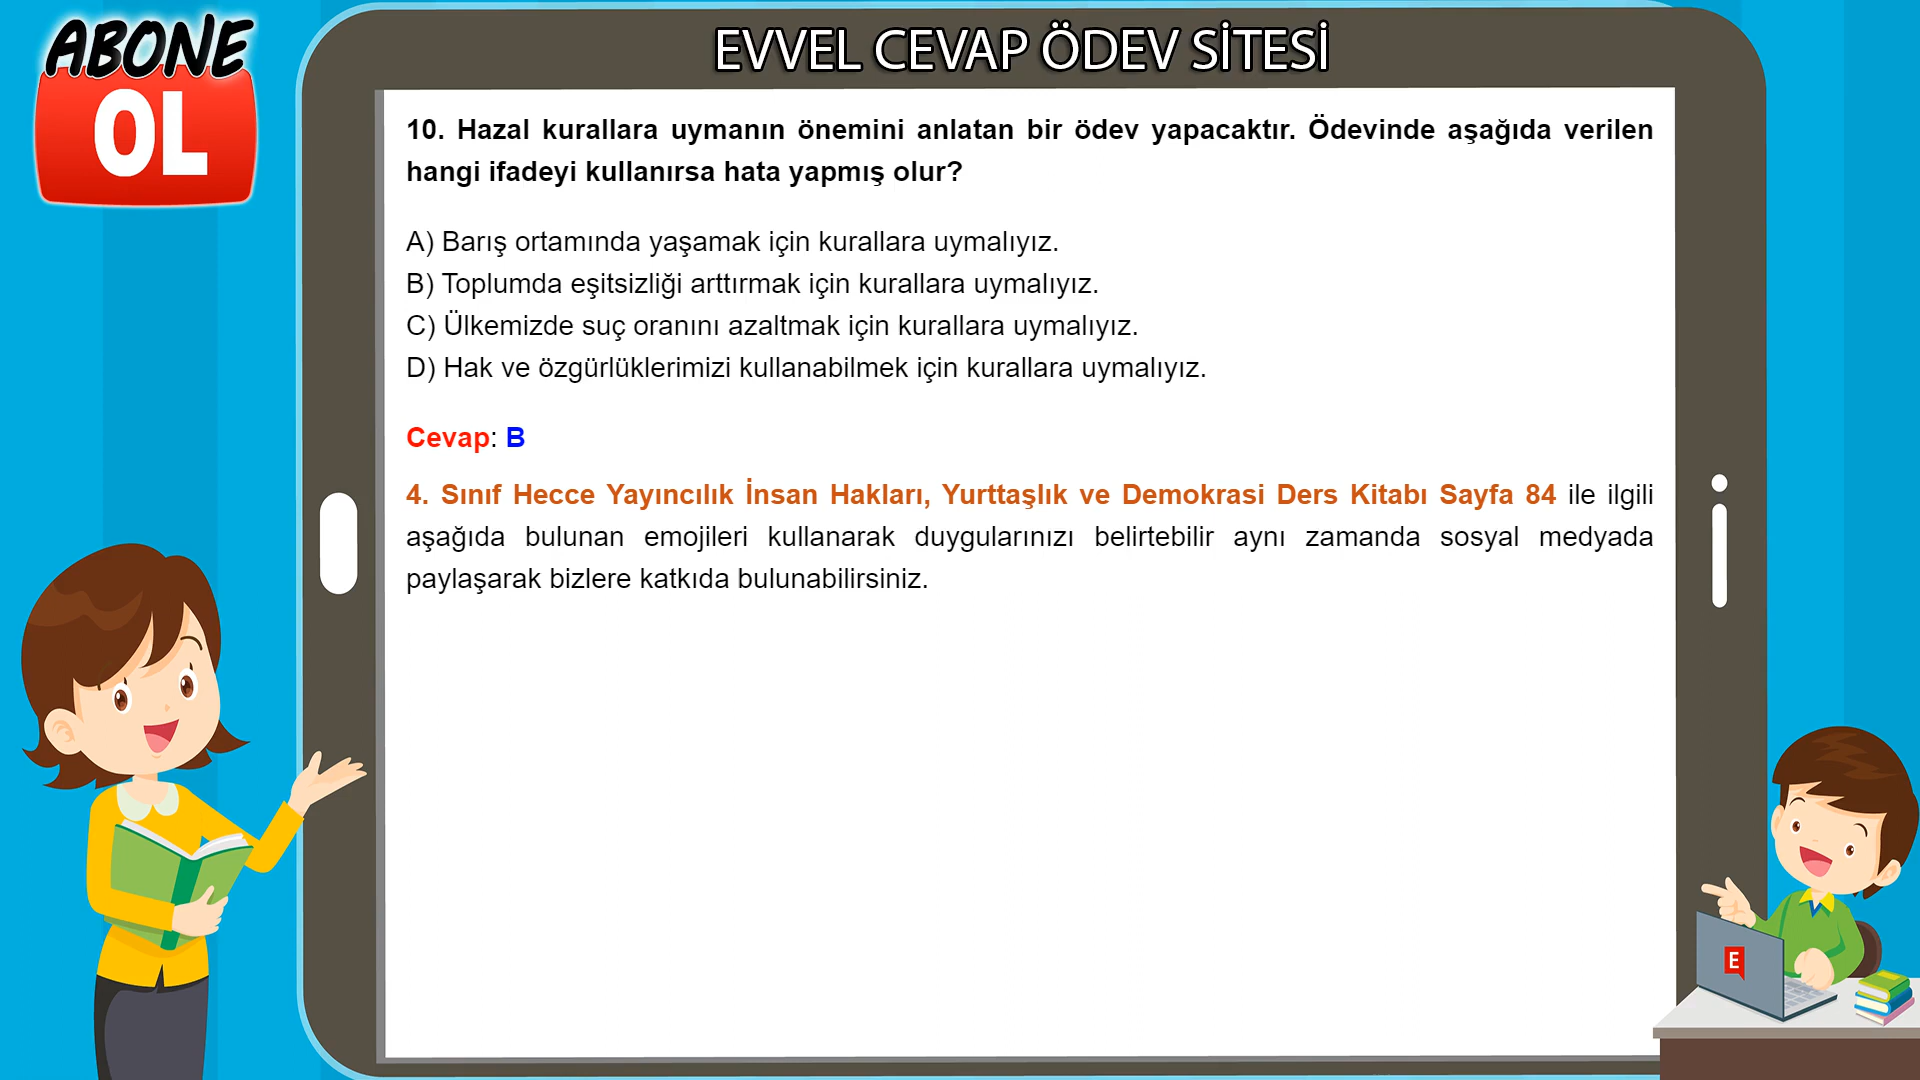 ABONE
OL
EVVEL CEVAP ÖDEV SİTESİ
10. Hazal kurallara uymanın önemini anlatan bir ödev yapacaktır. Ödevinde aşağıda verilen
hangi ifadeyi kullanırsa hata yapmış olur?
A) Barış ortamında yaşamak için kurallara uymalıyız.
B) Toplumda eşitsizliği arttırmak için kurallara uymalıyız.
C) Ülkemizde suç oranını azaltmak için kurallara uymalıyız.
D) Hak ve özgürlüklerimizi kullanabilmek için kurallara uymalıyız.
Cevap: B
4. Sınıf Hecce Yayıncılık İnsan Hakları, Yurttaşlık ve Demokrasi Ders Kitabı Sayfa 84 ile ilgili
aşağıda bulunan emojileri kullanarak duygularınızı belirtebilir aynı zamanda sosyal medyada
paylaşarak bizlere katkıda bulunabilirsiniz.
E